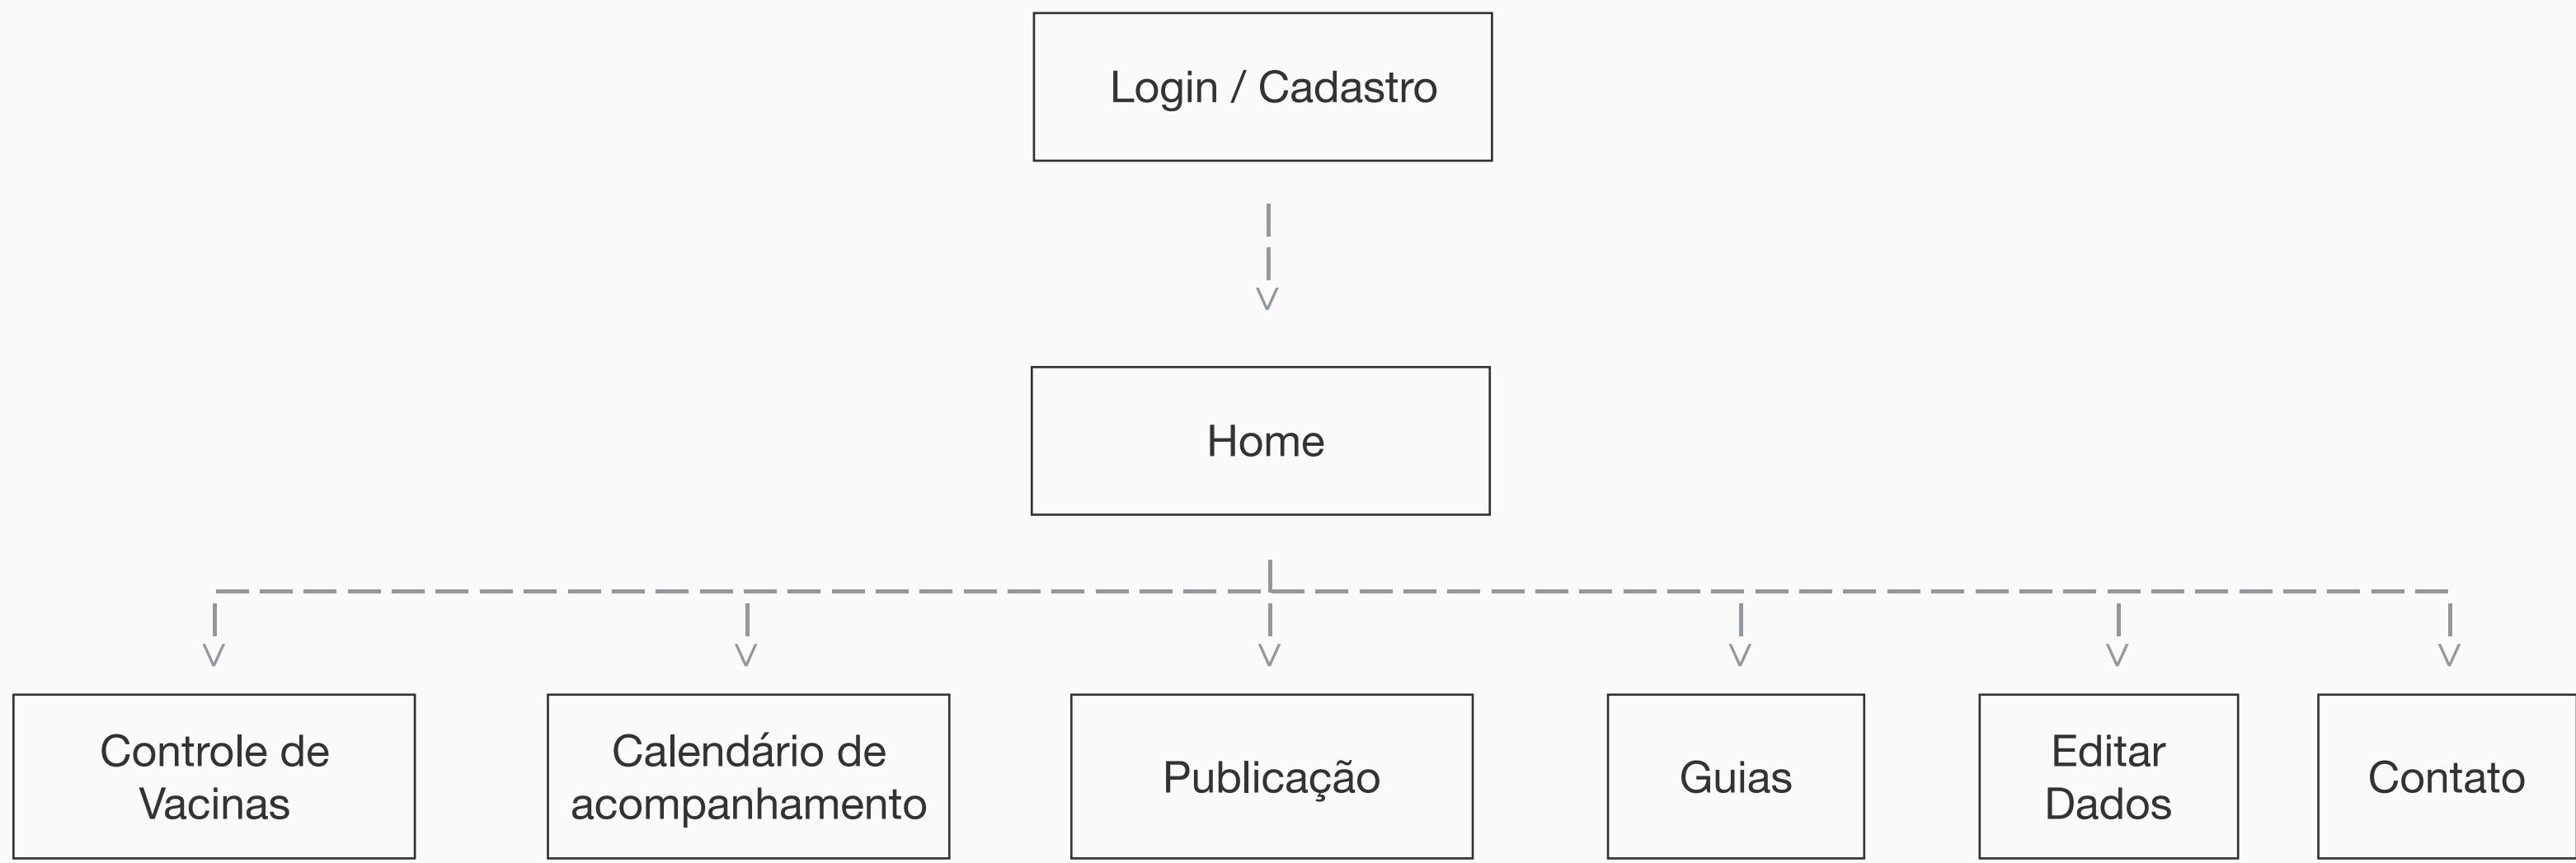 Login / Cadastro
Home
Controle de
Vacinas
Calendário de
acompanhamento
Publicação
Guias
Editar
Dados
Contato